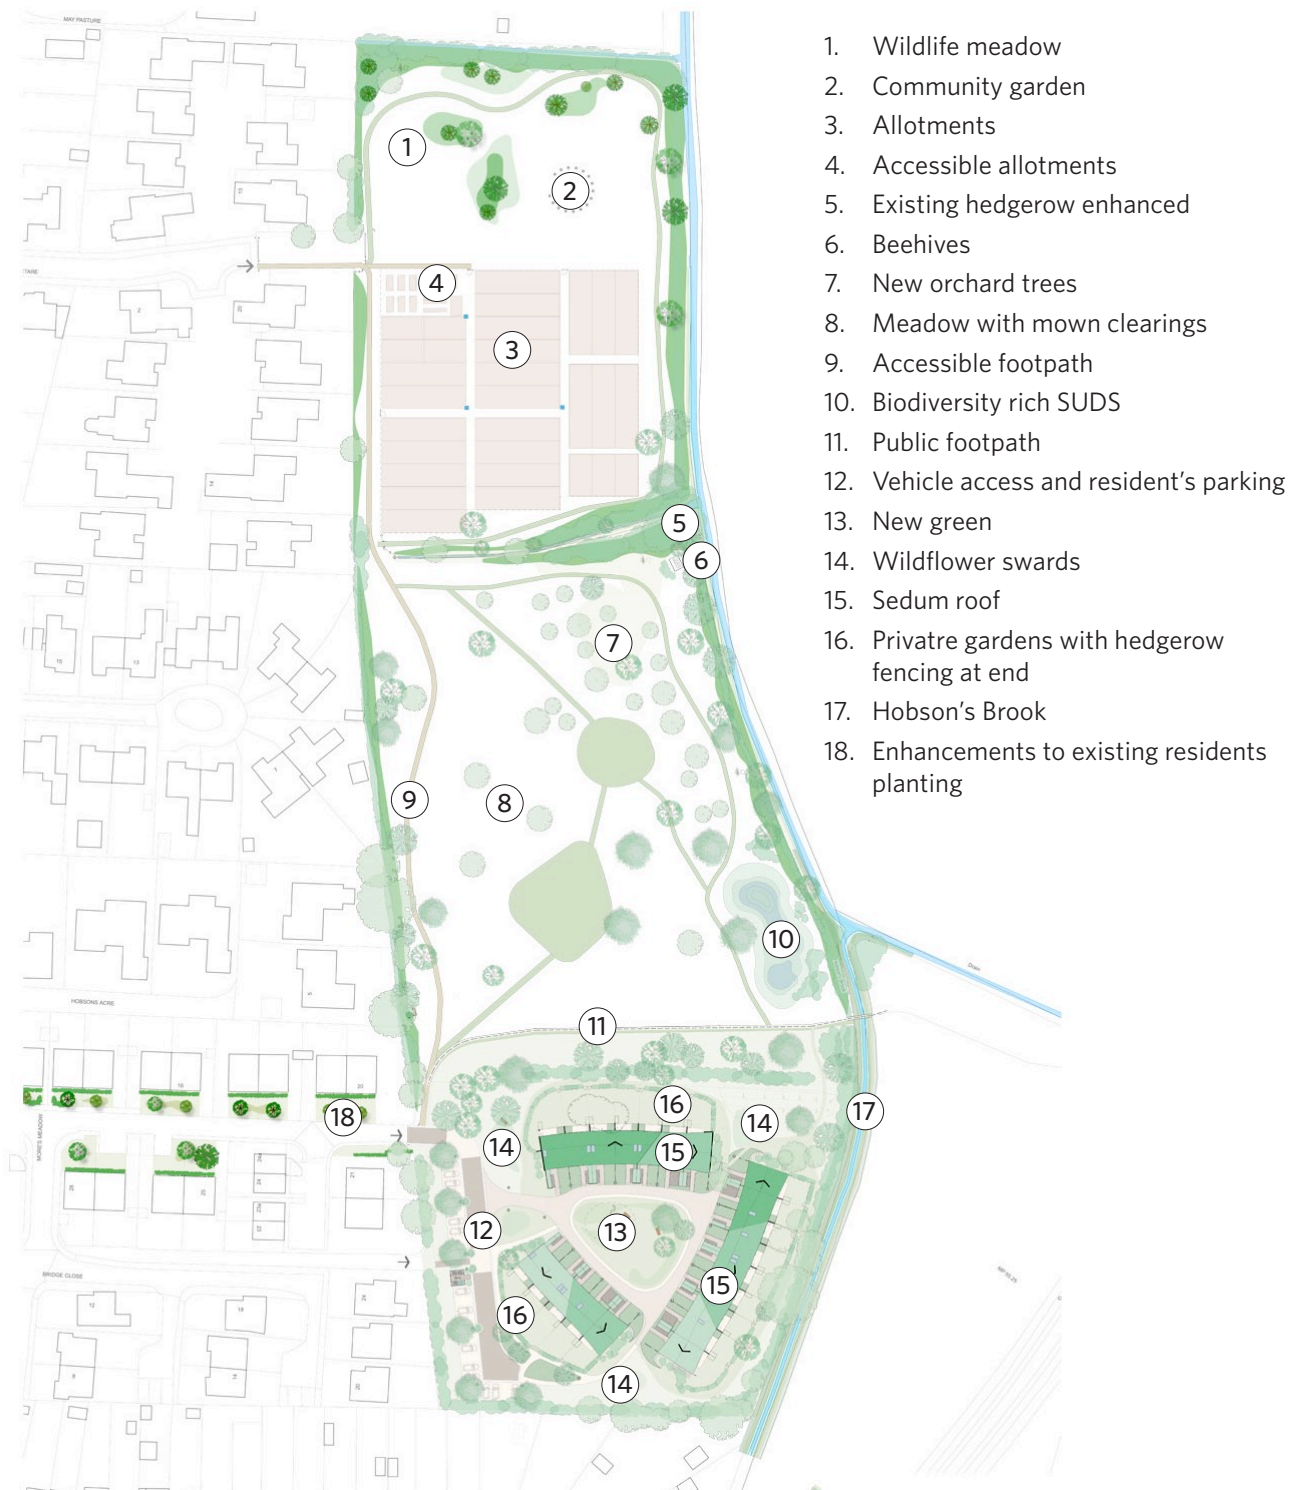 MAY PASTURE
1. Wildlife meadow
2. Community garden
3. Allotments
4. Accessible allotments
5. Existing hedgerow enhanced
6. Beehives
7. New orchard trees
8. Meadow with mown clearings
9. Accessible footpath
10. Biodiversity rich SUDS
11. Public footpath
12. Vehicle access and resident's parking
13. New green
14. Wildflower swards
15. Sedum roof
16. Privatre gardens with hedgerow
fencing at end
17. Hobson's Brook
18. Enhancements to existing residents
planting
1
2
4
3
5
6
7
9
8
10
Drain
HOBSONS ACRE
11
16
18
17
14
14
15
12
13
15
BRIDGE CLOSE
16
14